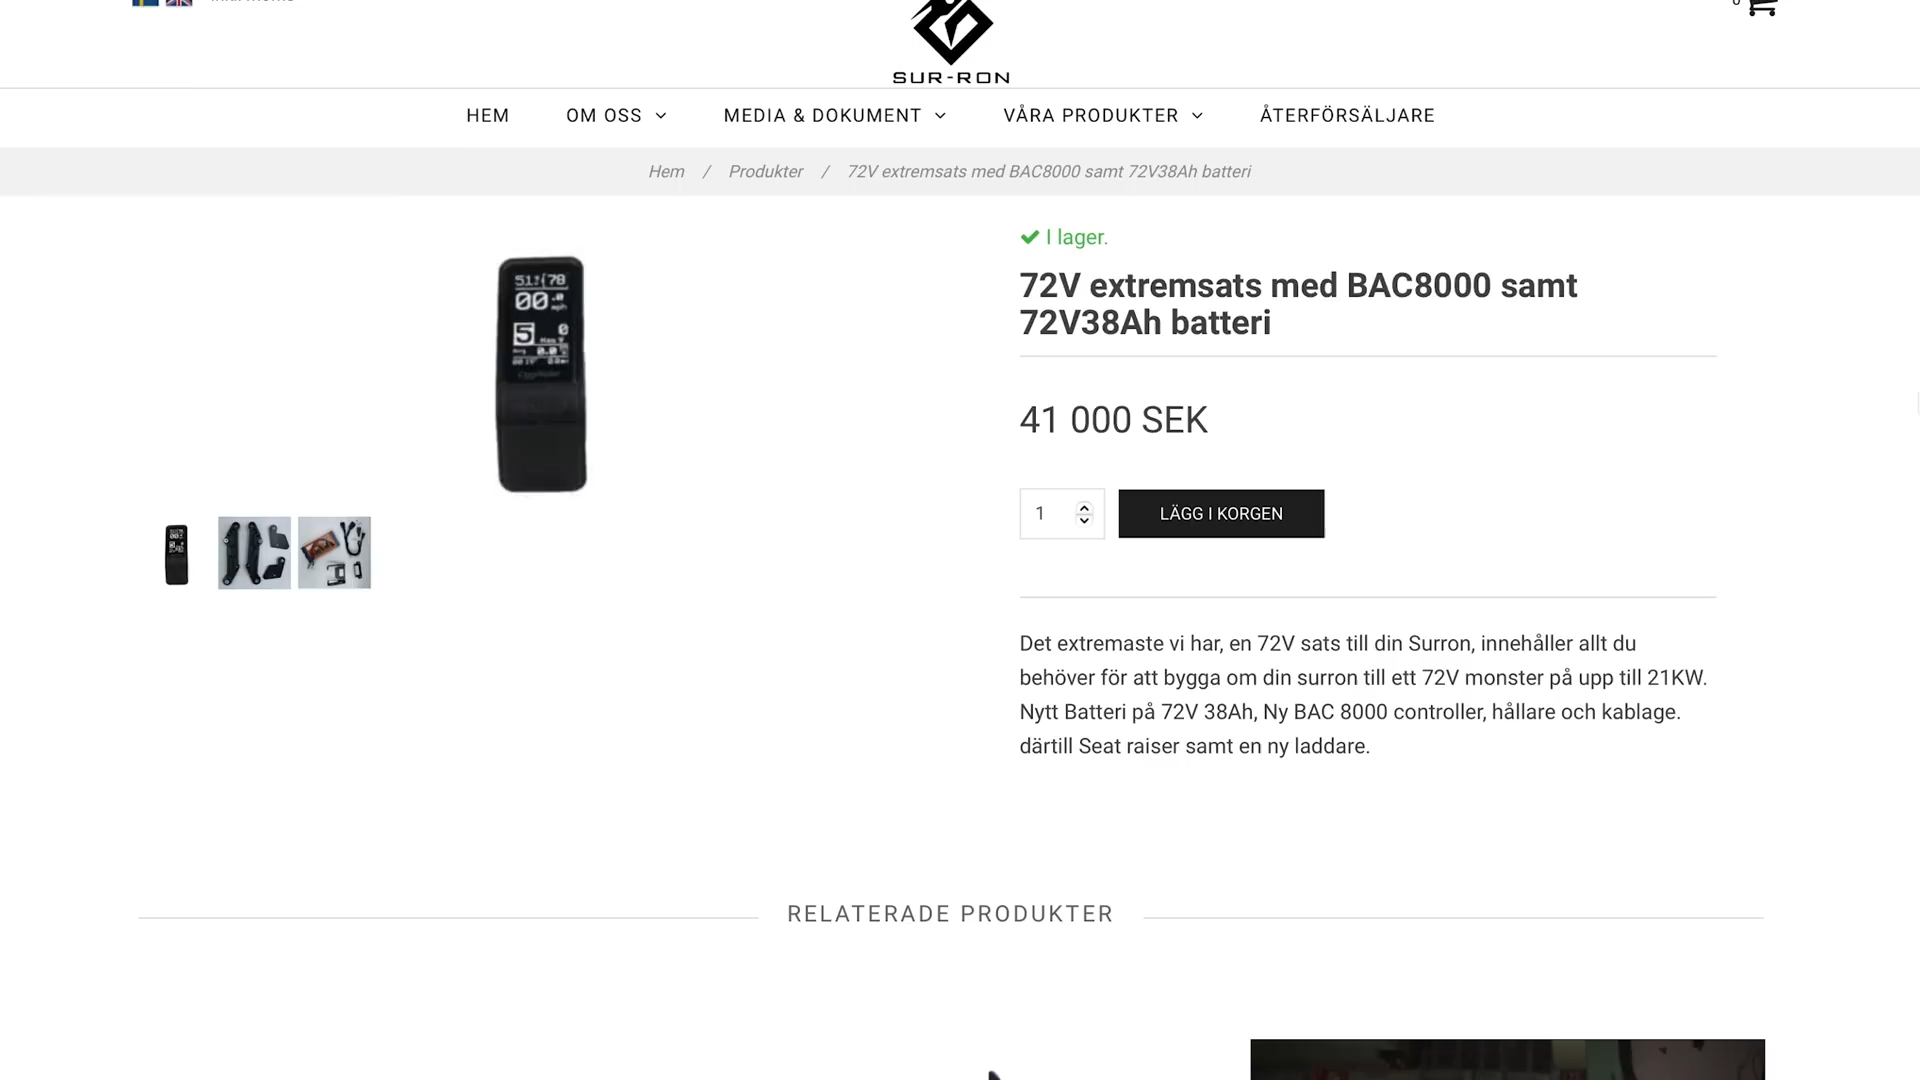 SUR-RON
HEM
OM OSS
MEDIA & DOKUMENT
VÅRA PRODUKTER
ÅTERFÖRSÄLJARE
Hem / Produkter / 72V extremsats med BAC8000 samt 72V38Ah batteri
I lager.
72V extremsats med BAC8000 samt
72V38Ah batteri
41 000 SEK
1
LÄGG I KORGEN
Det extremaste vi har, en 72V sats till din Surron, innehåller allt du
behöver för att bygga om din surron till ett 72V monster på upp till 21KW.
Nytt Batteri på 72V 38Ah, Ny BAC 8000 controller, hållare och kablage.
därtill Seat raiser samt en ny laddare.
00 mph
5 0
RELATERADE PRODUKTER